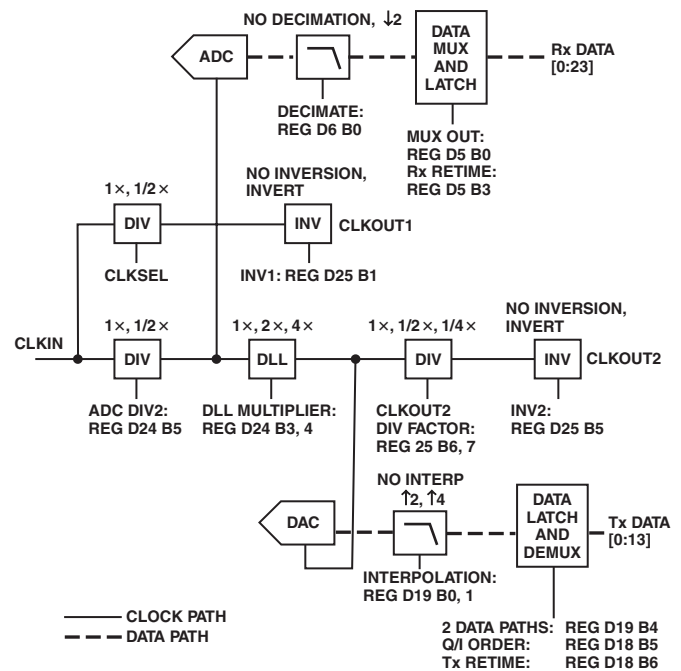 NO DECIMATION, ↓2
ADC
DATA
MUX
AND
LATCH
Rx DATA
[0:23]
DECIMATE:
REG D6 B0
MUX OUT:
REG D5 B0
Rx RETIME:
REG D5 B3
1×, 1/2×
NO INVERSION,
INVERT
DIV
INV
CLKOUT1
CLKSEL
INV1: REG D25 B1
CLKIN
1×, 1/2×
1×, 2×, 4×
1×, 1/2×, 1/4×
NO INVERSION,
INVERT
DIV
DLL
DIV
INV
CLKOUT2
ADC DIV2:
REG D24 B5
DLL MULTIPLIER:
REG D24 B3, 4
CLKOUT2
DIV FACTOR:
REG 25 B6, 7
INV2:
REG D25 B5
NO INTERP
↑2, ↑4
DAC
DATA
LATCH
AND
DEMUX
Tx DATA
[0:13]
INTERPOLATION:
REG D19 B0, 1
CLOCK PATH
DATA PATH
2 DATA PATHS: REG D19 B4
Q/I ORDER: REG D18 B5
Tx RETIME: REG D18 B6